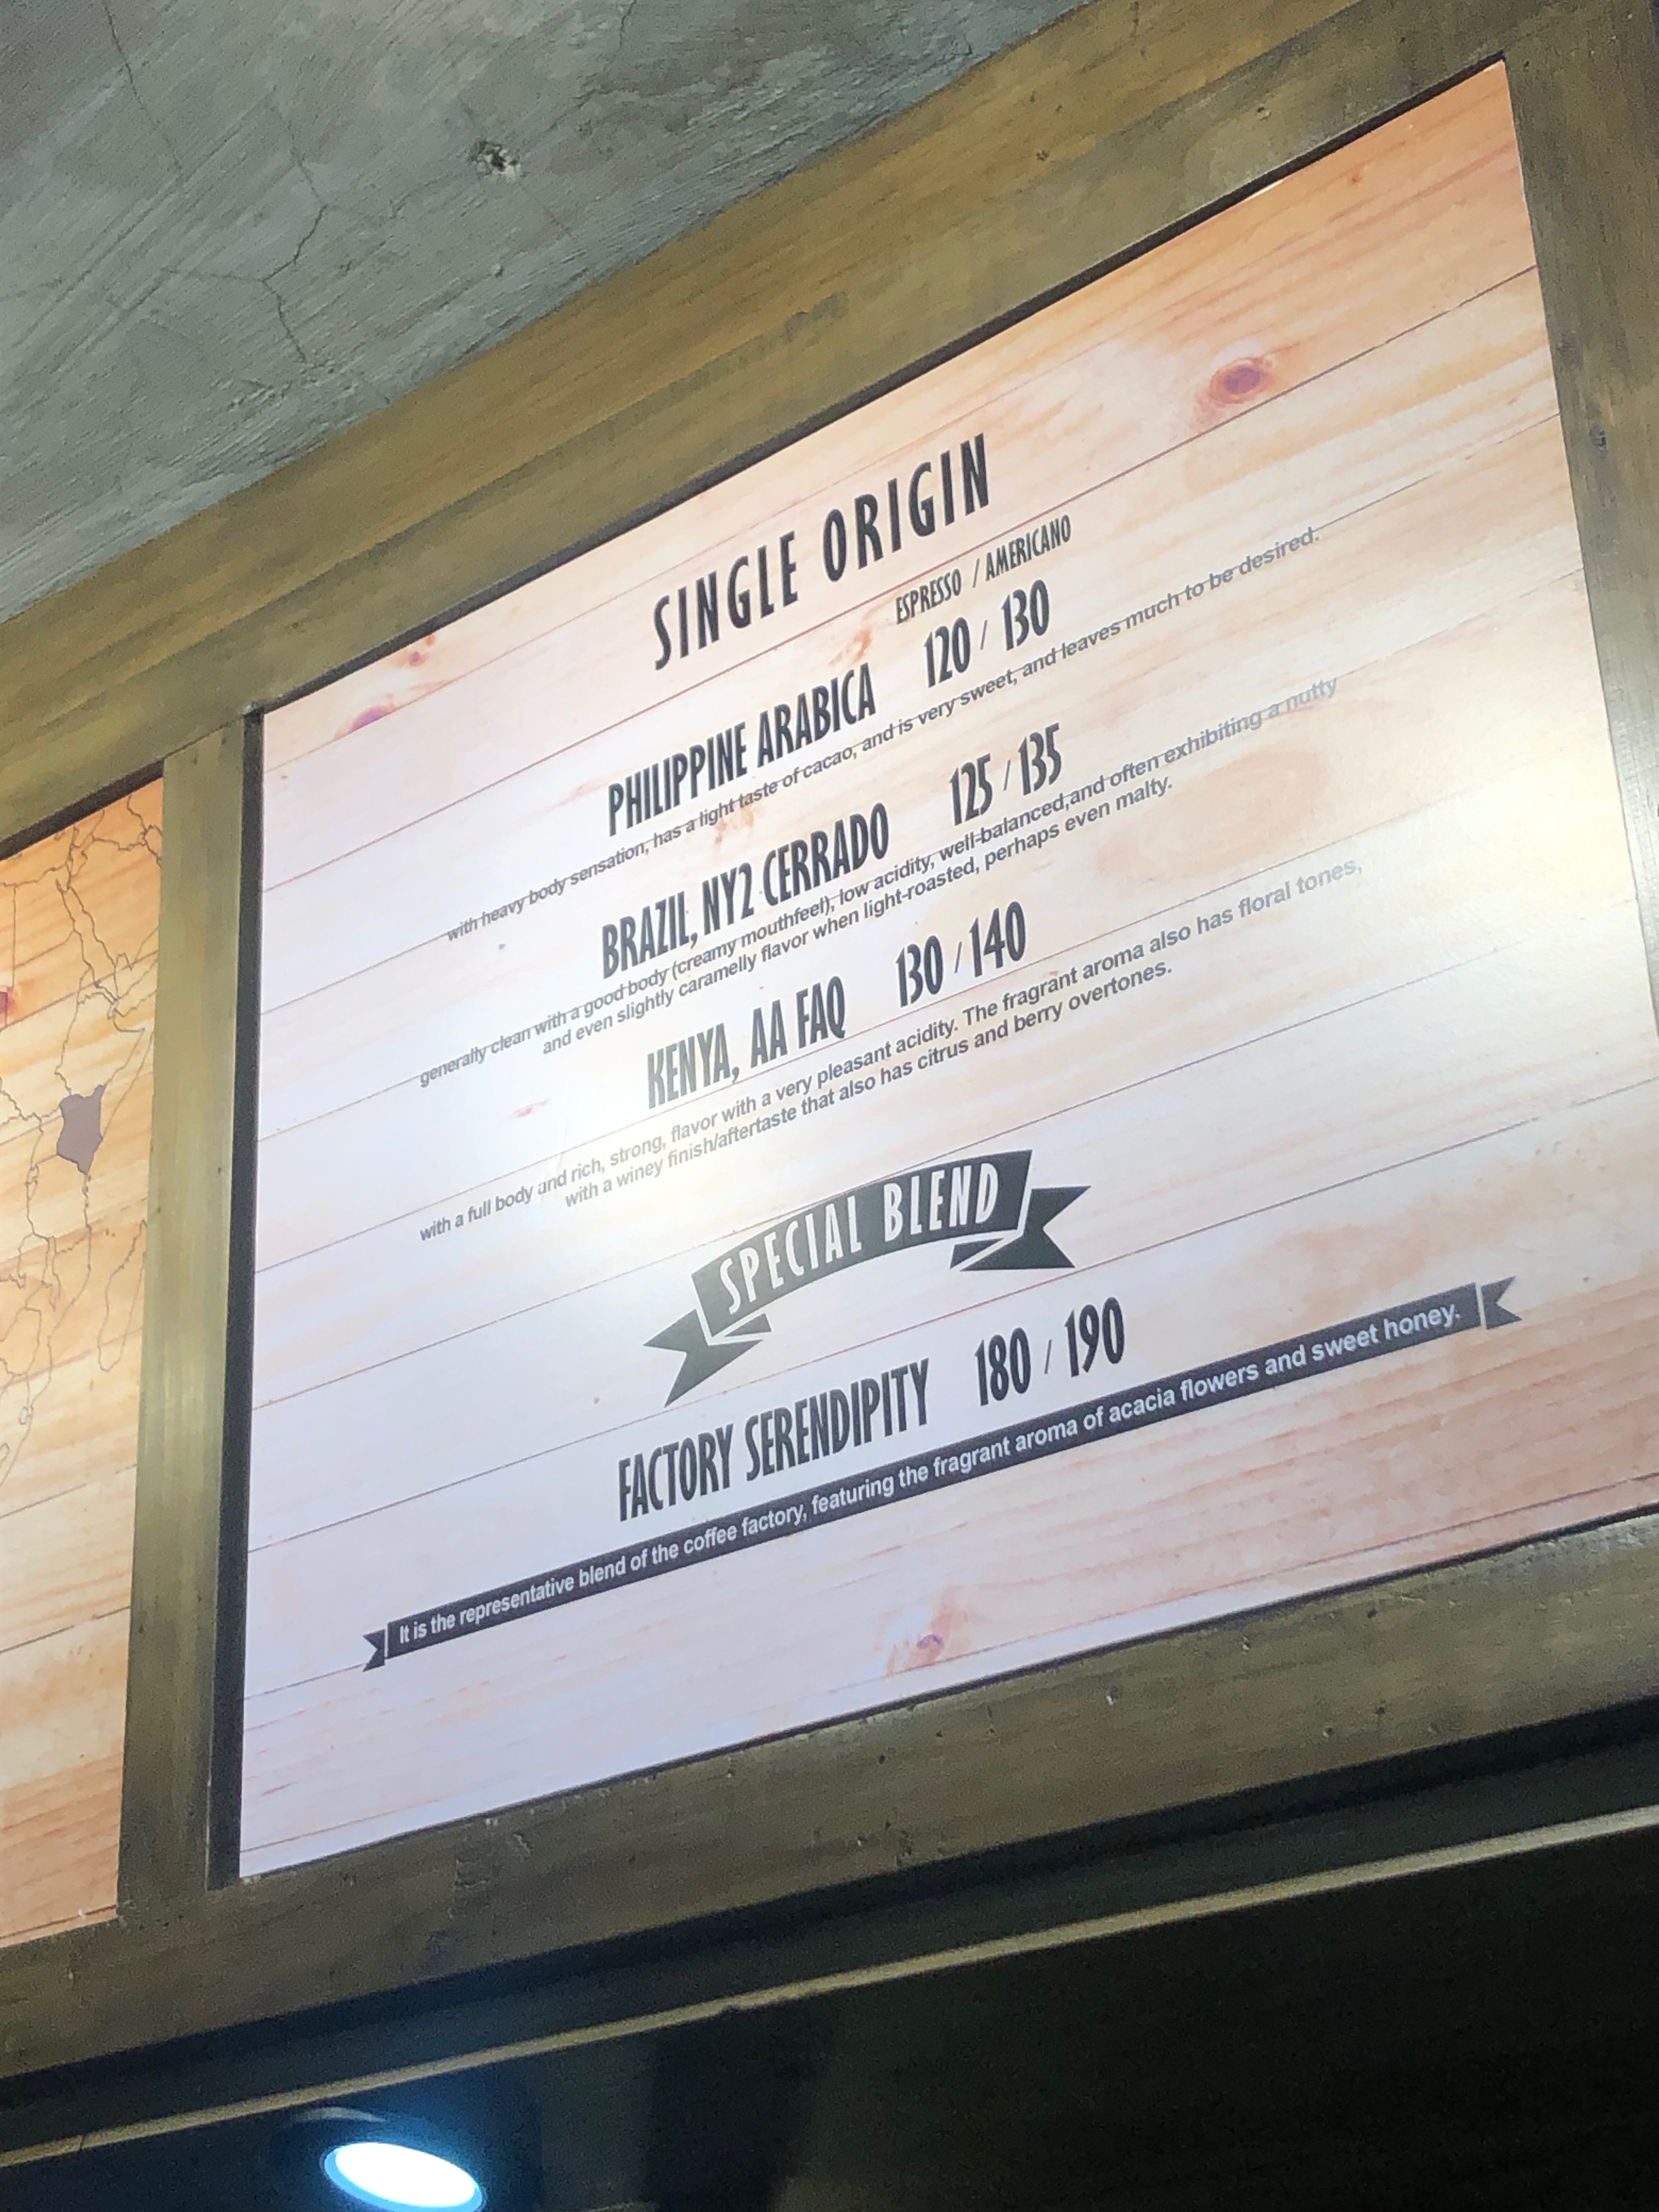 SINGLE ORIGIN
ESPRESSO / AMERICANO
PHILIPPINE ARABICA 120 / 130
with heavy body sensation, has a light taste of cacao, and is very sweet, and leaves much to be desired.
BRAZIL, NY2 CERRADO 125 / 135
generally clean with a good body (creamy mouthfeel), low acidity, well-balanced,and often exhibiting a nutty
and even slightly caramelly flavor when light-roasted, perhaps even malty.
KENYA, AA FAQ 130 / 140
with a full body and rich, strong, flavor with a very pleasant acidity. The fragrant aroma also has floral tones,
with a winey finish/aftertaste that also has citrus and berry overtones.
SPECIAL BLEND
FACTORY SERENDIPITY 180 / 190
It is the representative blend of the coffee factory, featuring the fragrant aroma of acacia flowers and sweet honey.